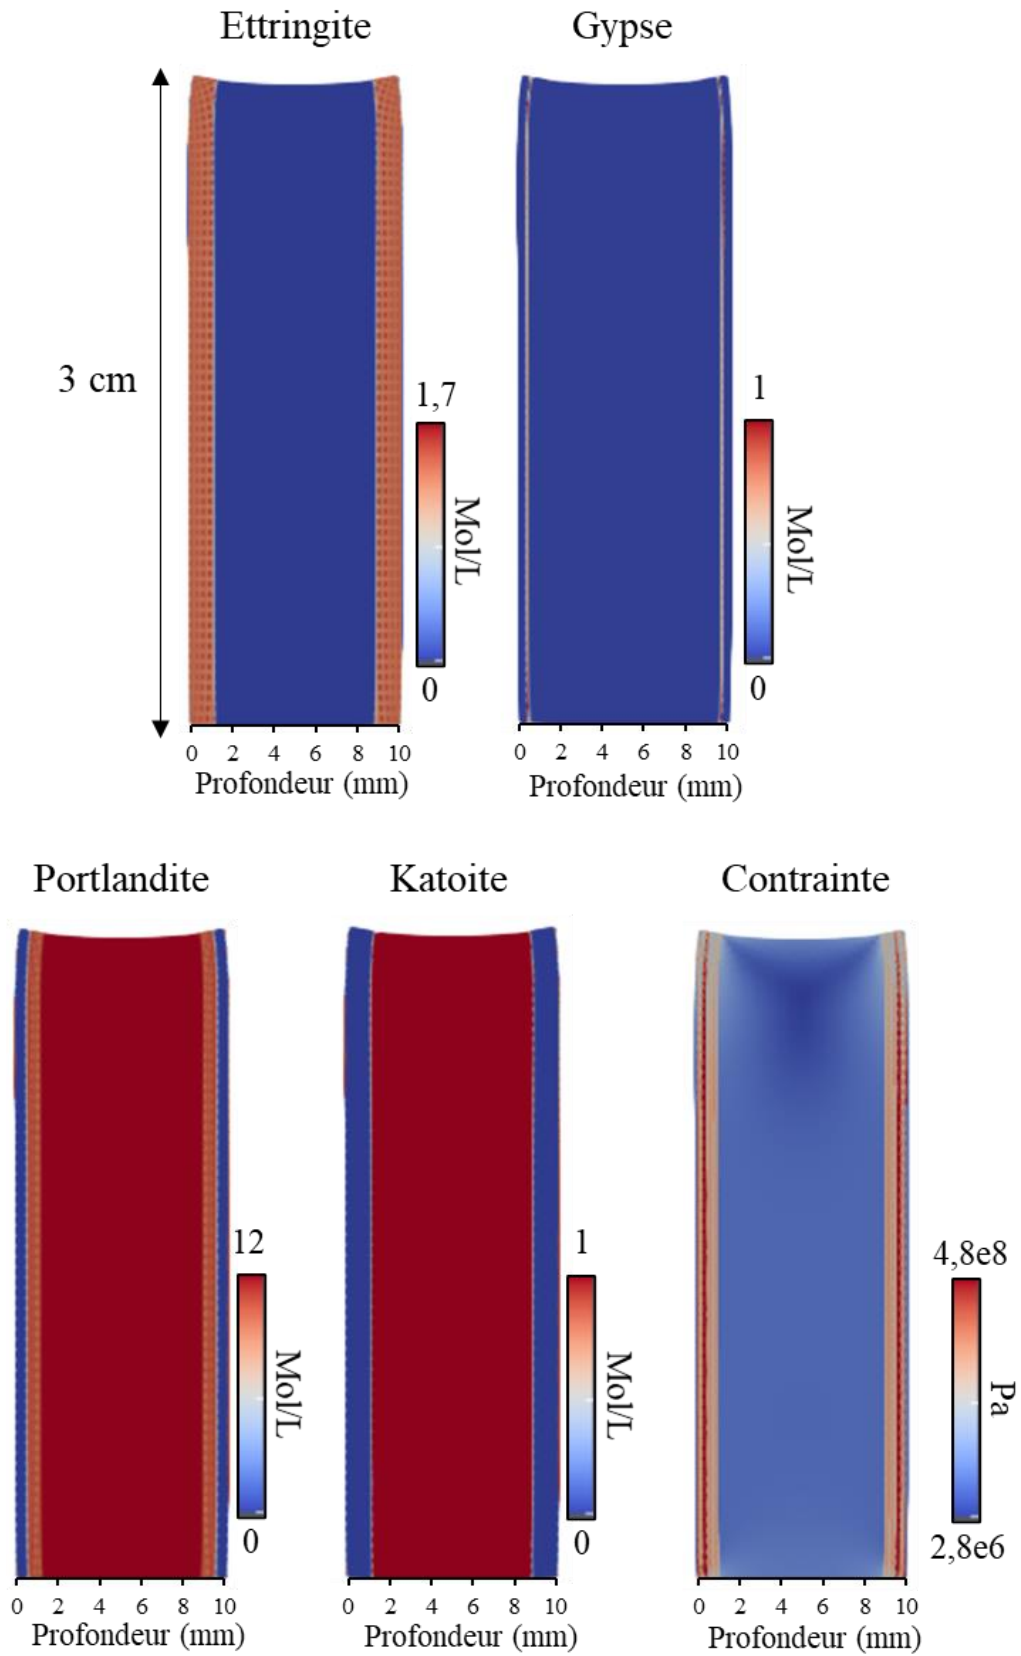 Ettringite
Gypse
3 cm
1,7
Mol/L
0
1
Mol/L
0
0 2 4 6 8 10
Profondeur (mm)
0 2 4 6 8 10
Profondeur (mm)
Portlandite
Katoite
Contrainte
12
Mol/L
0
1
Mol/L
0
4,8e8
Pa
2,8e6
0 2 4 6 8 10
Profondeur (mm)
0 2 4 6 8 10
Profondeur (mm)
0 2 4 6 8 10
Profondeur (mm)